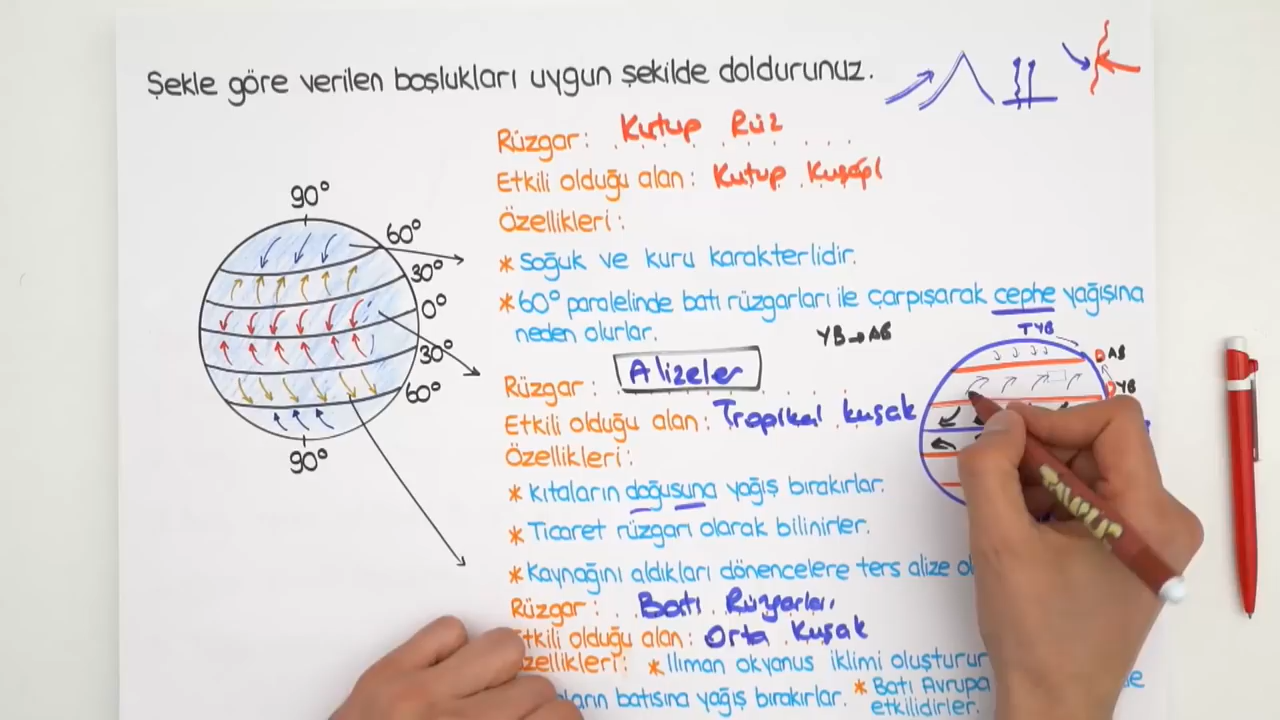 Şekle göre verilen boşlukları uygun şekilde doldurunuz.
90°
60°
30°
0°
30°
60°
90°
Rüzgar: Kutup Rüz
Etkili olduğu alan: Kutup Kuşağı
Özellikleri:
* Soğuk ve kuru karakterlidir.
* 60° paralelinde batı rüzgarları ile çarpışarak cephe yağışına
neden olurlar.
YB→AB
TYB
D AB
D YB
Rüzgar: Alizeler
Etkili olduğu alan: Tropikal kuşak
Özellikleri:
* Kıtaların doğusuna yağış bırakırlar.
* Ticaret rüzgarı olarak bilinirler.
* Kaynağını aldıkları dönencelere ters alize
Rüzgar: Batı Rüzgarları
Etkili olduğu alan: Orta Kuşak
Özellikleri: * Ilıman okyanus iklimi oluşturur
batısına yağış bırakırlar. * Batı Avrupa
etkilidirler.